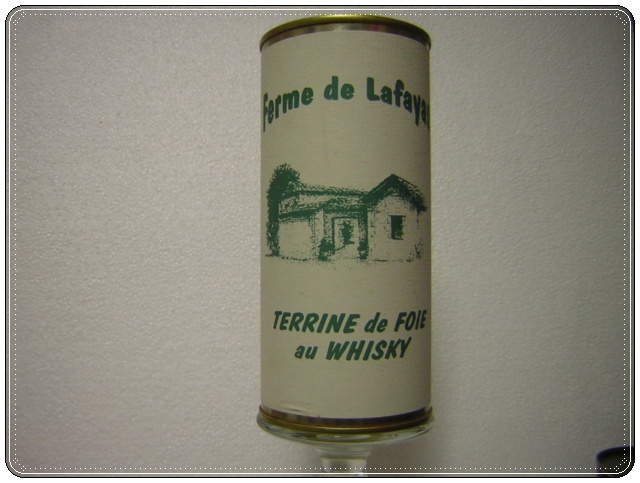 Ferme de
TERRINE de FOIE
au WHISKY